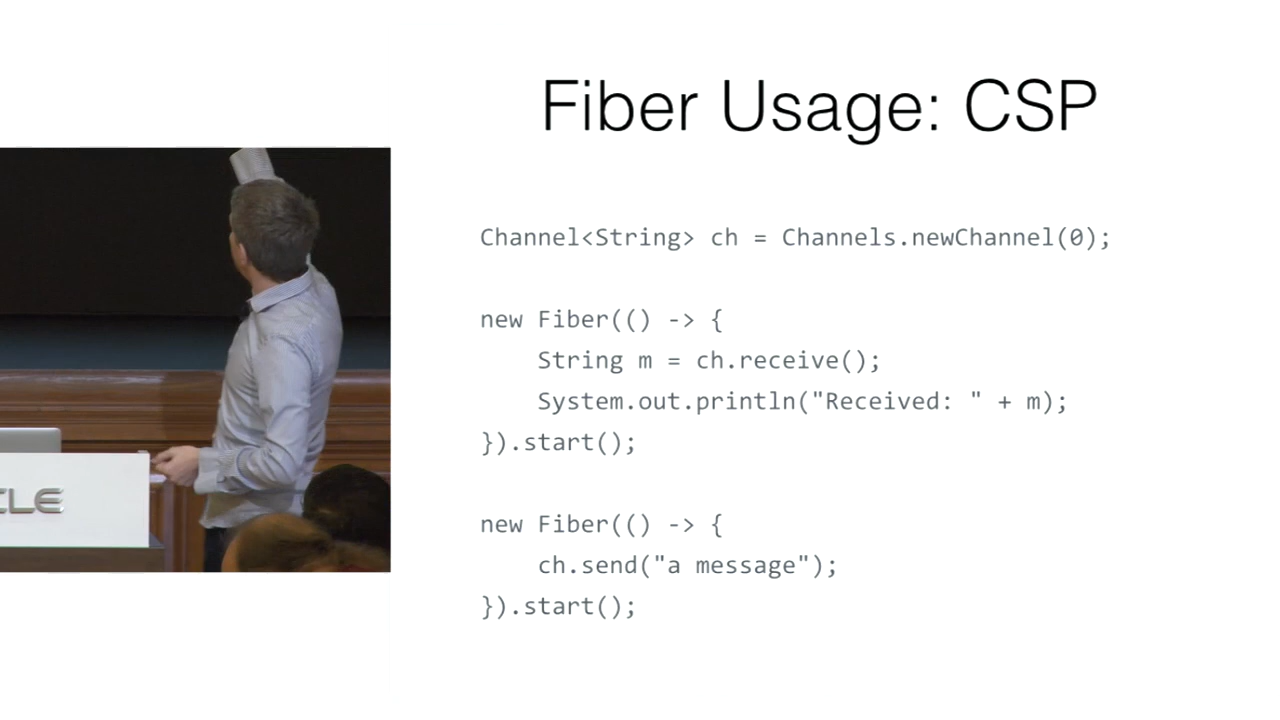 Fiber Usage: CSP
Channel<String> ch = Channels.newChannel(0);
new Fiber(() -> {
    String m = ch.receive();
    System.out.println("Received: " + m);
}).start();
new Fiber(() -> {
    ch.send("a message");
}).start();
CLE